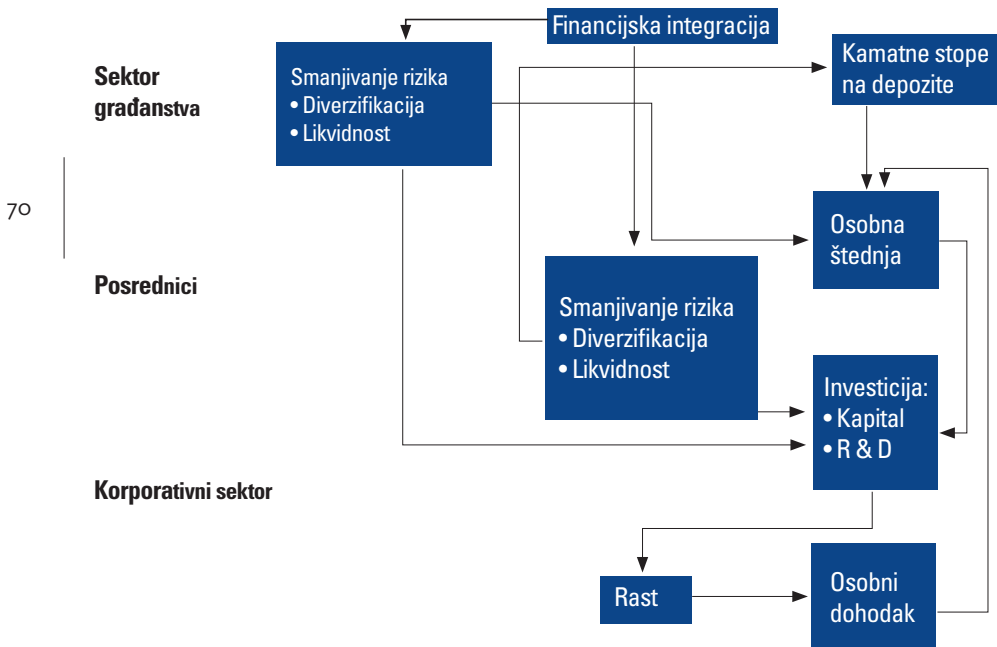 Financijska integracija
Sektor
građanstva
Smanjivanje rizika
• Diverzifikacija
• Likvidnost
Kamatne stope
na depozite
70
Osobna
štednja
Posrednici
Smanjivanje rizika
• Diverzifikacija
• Likvidnost
Investicija:
• Kapital
• R & D
Korporativni sektor
Rast
Osobni
dohodak